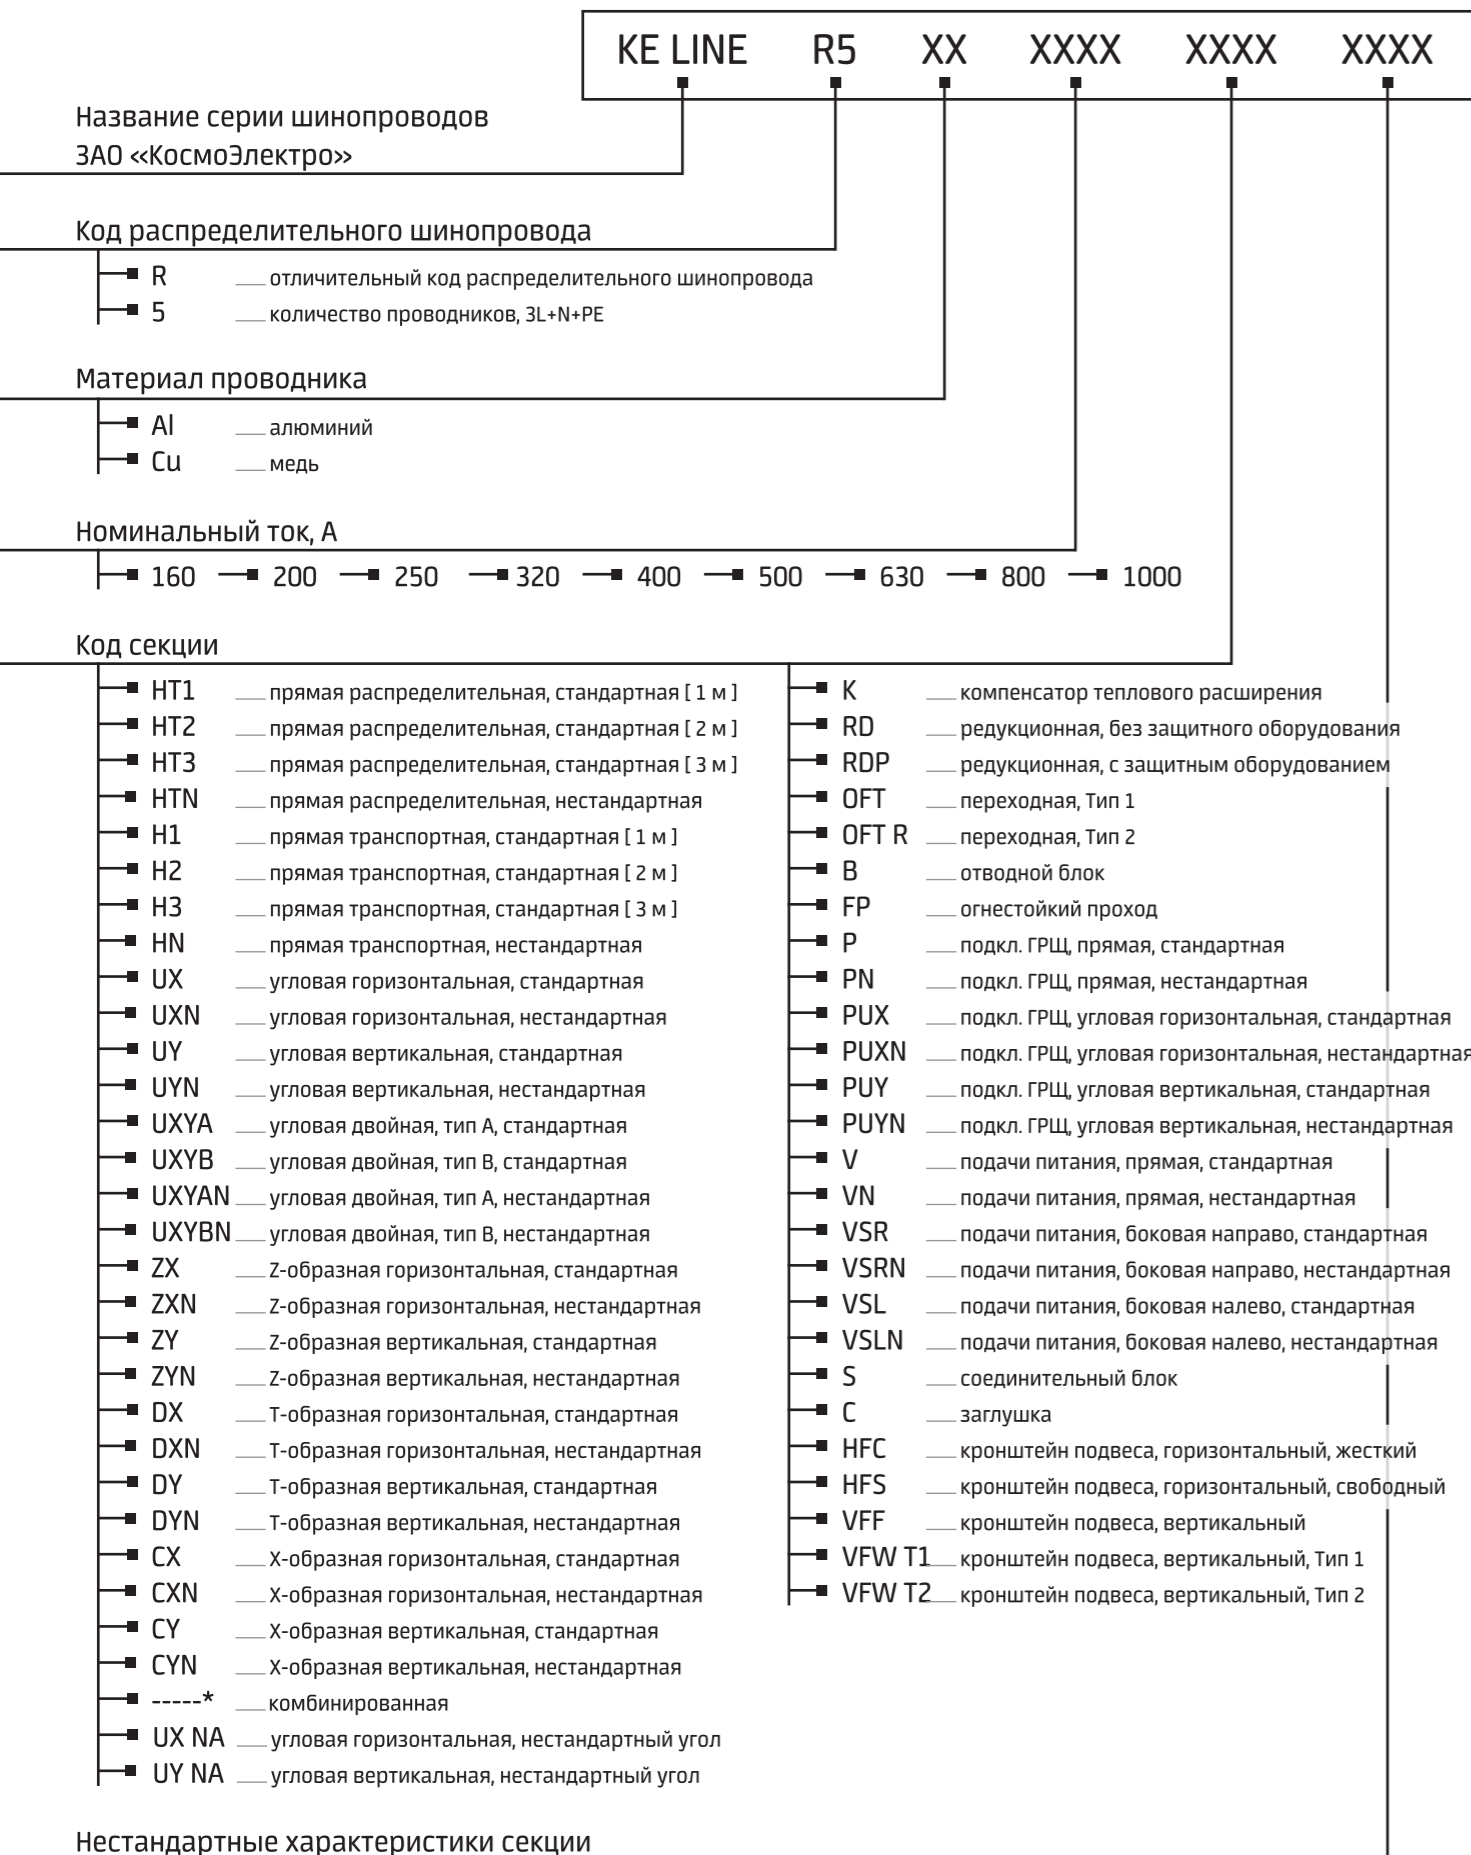 KE LINE R5 XX XXXX XXXX XXXX
Название серии шинопроводов
ЗАО «КосмоЭлектро»
Код распределительного шинопровода
R отличительный код распределительного шинопровода
5 количество проводников, 3L+N+PE
Материал проводника
Al алюминий
Cu медь
Номинальный ток, А
160 200 250 320 400 500 630 800 1000
Код секции
HT1 прямая распределительная, стандартная [ 1 м ]
HT2 прямая распределительная, стандартная [ 2 м ]
HT3 прямая распределительная, стандартная [ 3 м ]
HTN прямая распределительная, нестандартная
H1 прямая транспортная, стандартная [ 1 м ]
H2 прямая транспортная, стандартная [ 2 м ]
H3 прямая транспортная, стандартная [ 3 м ]
HN прямая транспортная, нестандартная
UX угловая горизонтальная, стандартная
UXN угловая горизонтальная, нестандартная
UY угловая вертикальная, стандартная
UYN угловая вертикальная, нестандартная
UXYA угловая двойная, тип A, стандартная
UXYB угловая двойная, тип B, стандартная
UXYAN угловая двойная, тип A, нестандартная
UXYBN угловая двойная, тип B, нестандартная
ZX Z-образная горизонтальная, стандартная
ZXN Z-образная горизонтальная, нестандартная
ZY Z-образная вертикальная, стандартная
ZYN Z-образная вертикальная, нестандартная
DX T-образная горизонтальная, стандартная
DXN T-образная горизонтальная, нестандартная
DY T-образная вертикальная, стандартная
DYN T-образная вертикальная, нестандартная
CX X-образная горизонтальная, стандартная
CXN X-образная горизонтальная, нестандартная
CY X-образная вертикальная, стандартная
CYN X-образная вертикальная, нестандартная
-----* комбинированная
UX NA угловая горизонтальная, нестандартный угол
UY NA угловая вертикальная, нестандартный угол
K компенсатор теплового расширения
RD редукционная, без защитного оборудования
RDP редукционная, с защитным оборудованием
OFT переходная, Тип 1
OFT R переходная, Тип 2
B отводной блок
FP огнестойкий проход
P подкл. ГРЩ, прямая, стандартная
PN подкл. ГРЩ, прямая, нестандартная
PUX подкл. ГРЩ, угловая горизонтальная, стандартная
PUXN подкл. ГРЩ, угловая горизонтальная, нестандартная
PUY подкл. ГРЩ, угловая вертикальная, стандартная
PUYN подкл. ГРЩ, угловая вертикальная, нестандартная
V подачи питания, прямая, стандартная
VN подачи питания, прямая, нестандартная
VSR подачи питания, боковая направо, стандартная
VSRN подачи питания, боковая направо, нестандартная
VSL подачи питания, боковая налево, стандартная
VSLN подачи питания, боковая налево, нестандартная
S соединительный блок
C заглушка
HFC кронштейн подвеса, горизонтальный, жесткий
HFS кронштейн подвеса, горизонтальный, свободный
VFF кронштейн подвеса, вертикальный
VFW T1 кронштейн подвеса, вертикальный, Тип 1
VFW T2 кронштейн подвеса, вертикальный, Тип 2
Нестандартные характеристики секции